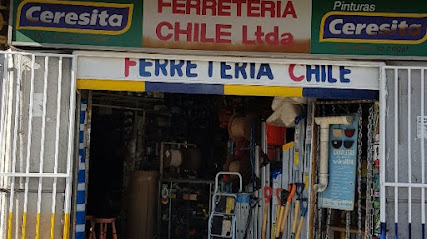 Ceresita
FERRETERIA
CHILE Ltda
Pinturas
Ceresita
FERRETERIA CHILE